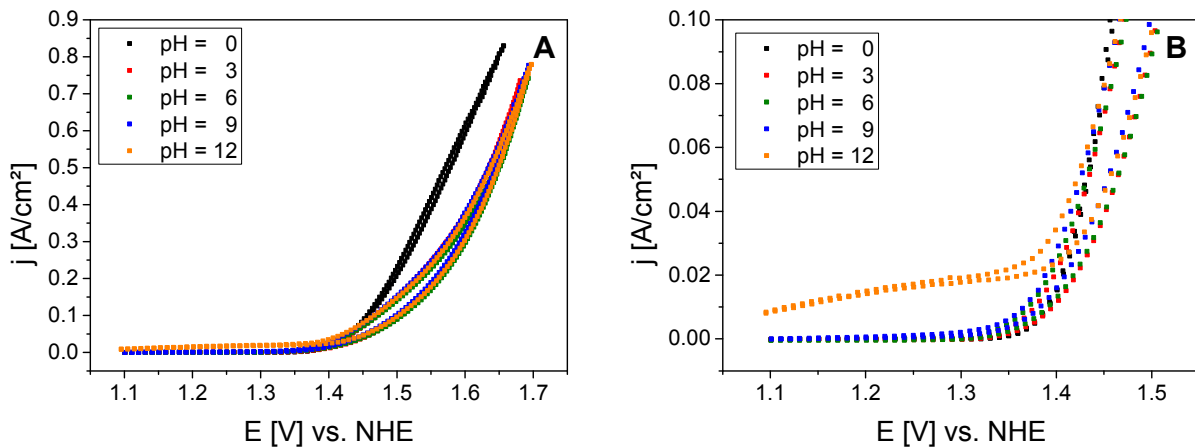 A
pH = 0
pH = 3
pH = 6
pH = 9
pH = 12
0.9
0.8
0.7
0.6
0.5
0.4
0.3
0.2
0.1
0.0
1.1 1.2 1.3 1.4 1.5 1.6 1.7
j [A/cm²]
E [V] vs. NHE
B
pH = 0
pH = 3
pH = 6
pH = 9
pH = 12
0.10
0.08
0.06
0.04
0.02
0.00
1.1 1.2 1.3 1.4 1.5
j [A/cm²]
E [V] vs. NHE